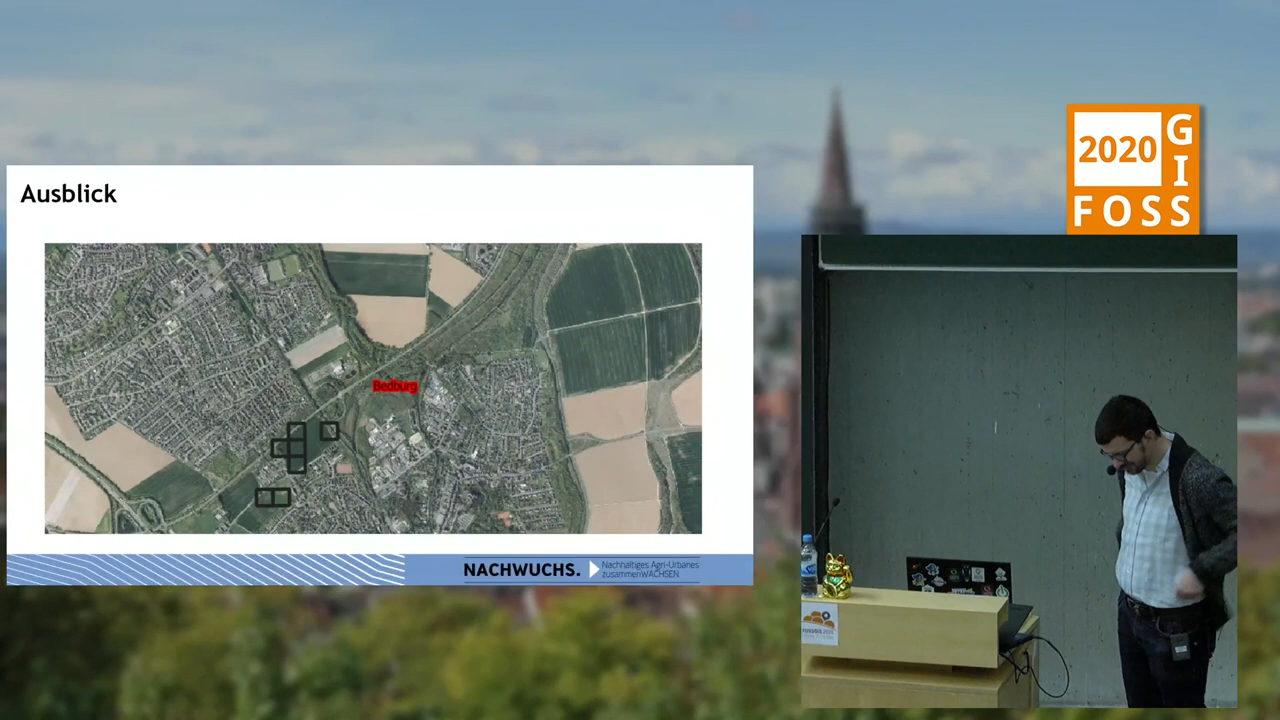 Ausblick
Bedburg
NACHWUCHS.
Nachhaltiges Agri-Urbanes
zusammenWACHSEN
2020
G
I
FOSS